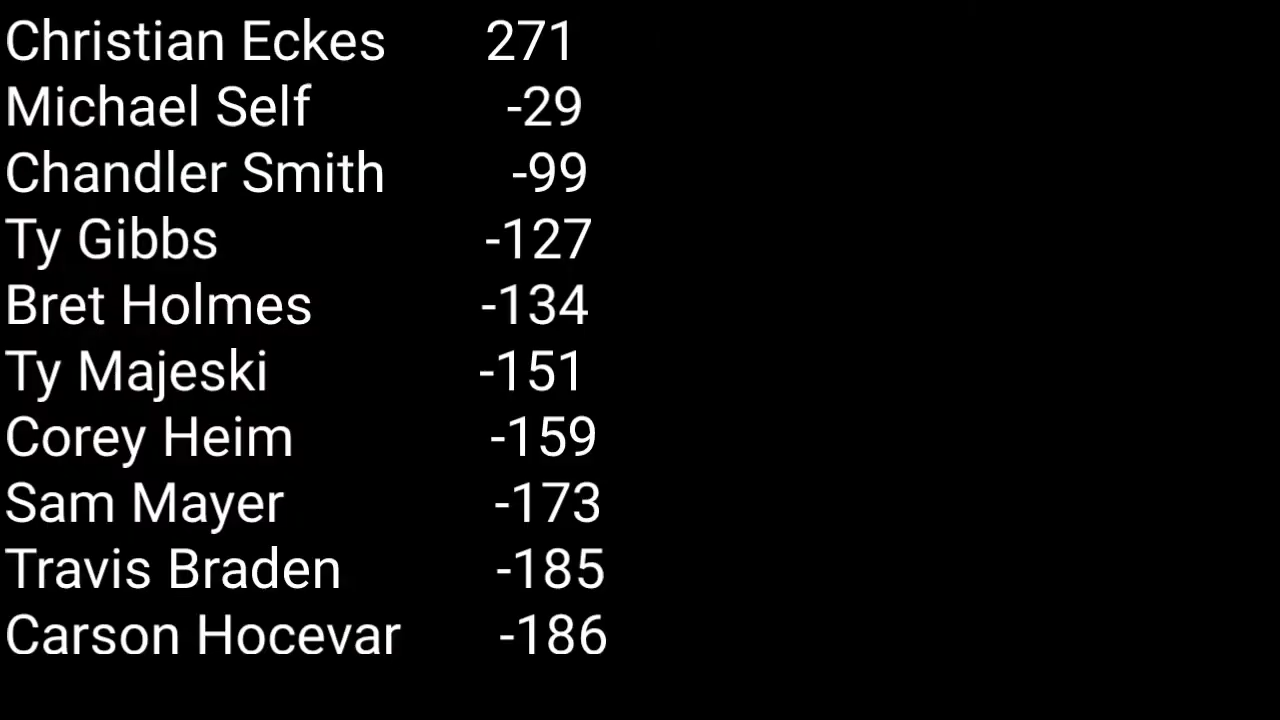 Christian Eckes 271
Michael Self -29
Chandler Smith -99
Ty Gibbs -127
Bret Holmes -134
Ty Majeski -151
Corey Heim -159
Sam Mayer -173
Travis Braden -185
Carson Hocevar -186